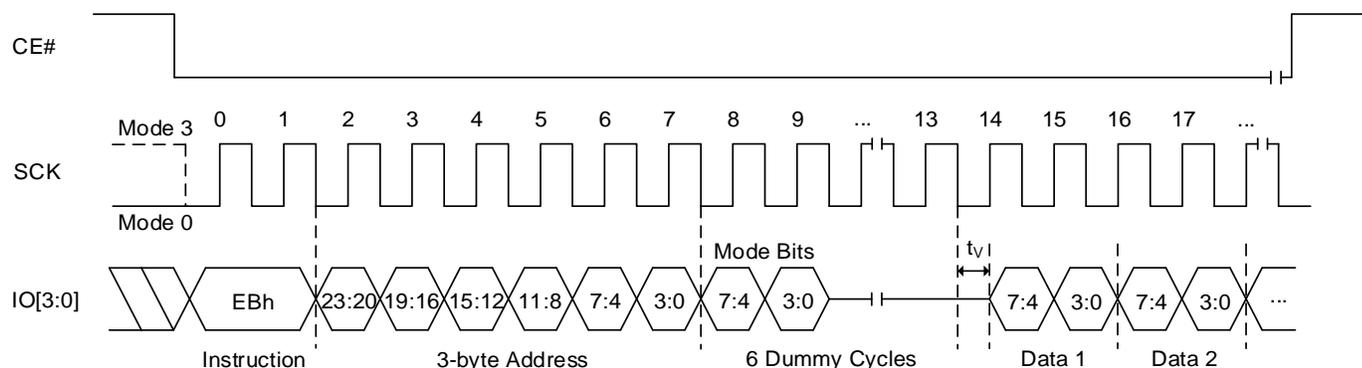 CE#
Mode 3 0 1 2 3 4 5 6 7 8 9 ... 13 14 15 16 17 ...
SCK
Mode 0
Mode Bits tV
IO[3:0] EBh 23:20 19:16 15:12 11:8 7:4 3:0 7:4 3:0 7:4 3:0 7:4 3:0 ...
Instruction 3-byte Address 6 Dummy Cycles Data 1 Data 2